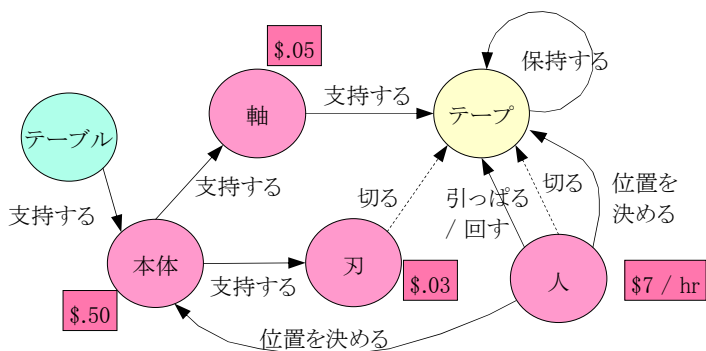 $.05
保持する
支持する
軸
テープ
テーブル
支持する
切る
引っぱる
/ 回す
切る
位置を
決める
支持する
本体
支持する
刃
人
$.50
$.03
$7 / hr
位置を決める